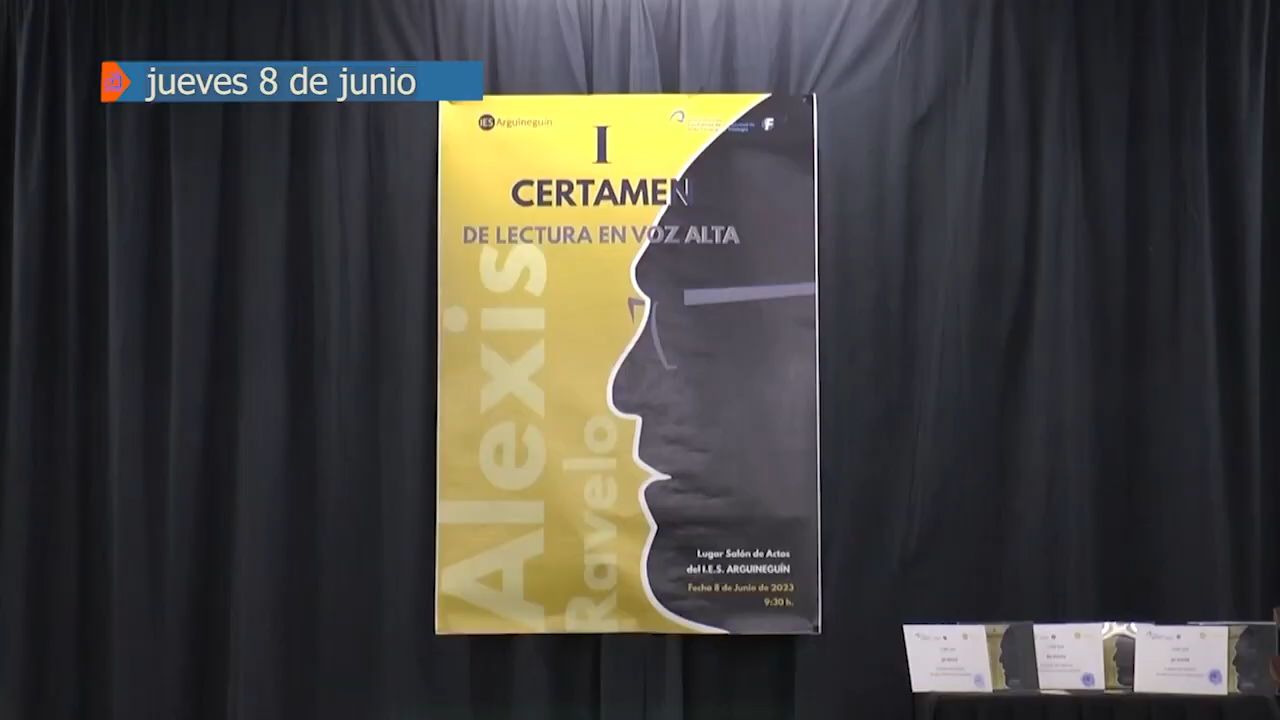 jueves 8 de junio
IES Arguineguín
I
CERTAMEN
DE LECTURA EN VOZ ALTA
Alexis
Ravelo
Lugar Salón de Actos
del I.E.S. ARGUINEGUÍN
Fecha 8 de Junio de 2023
9:30 h.